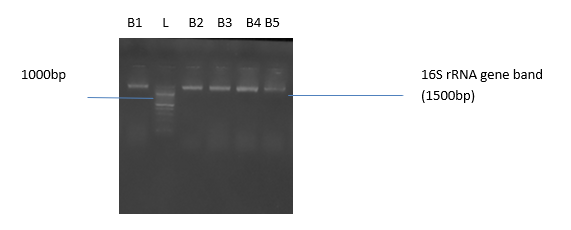 B1 L B2 B3 B4 B5
1000bp
16S rRNA gene band
(1500bp)